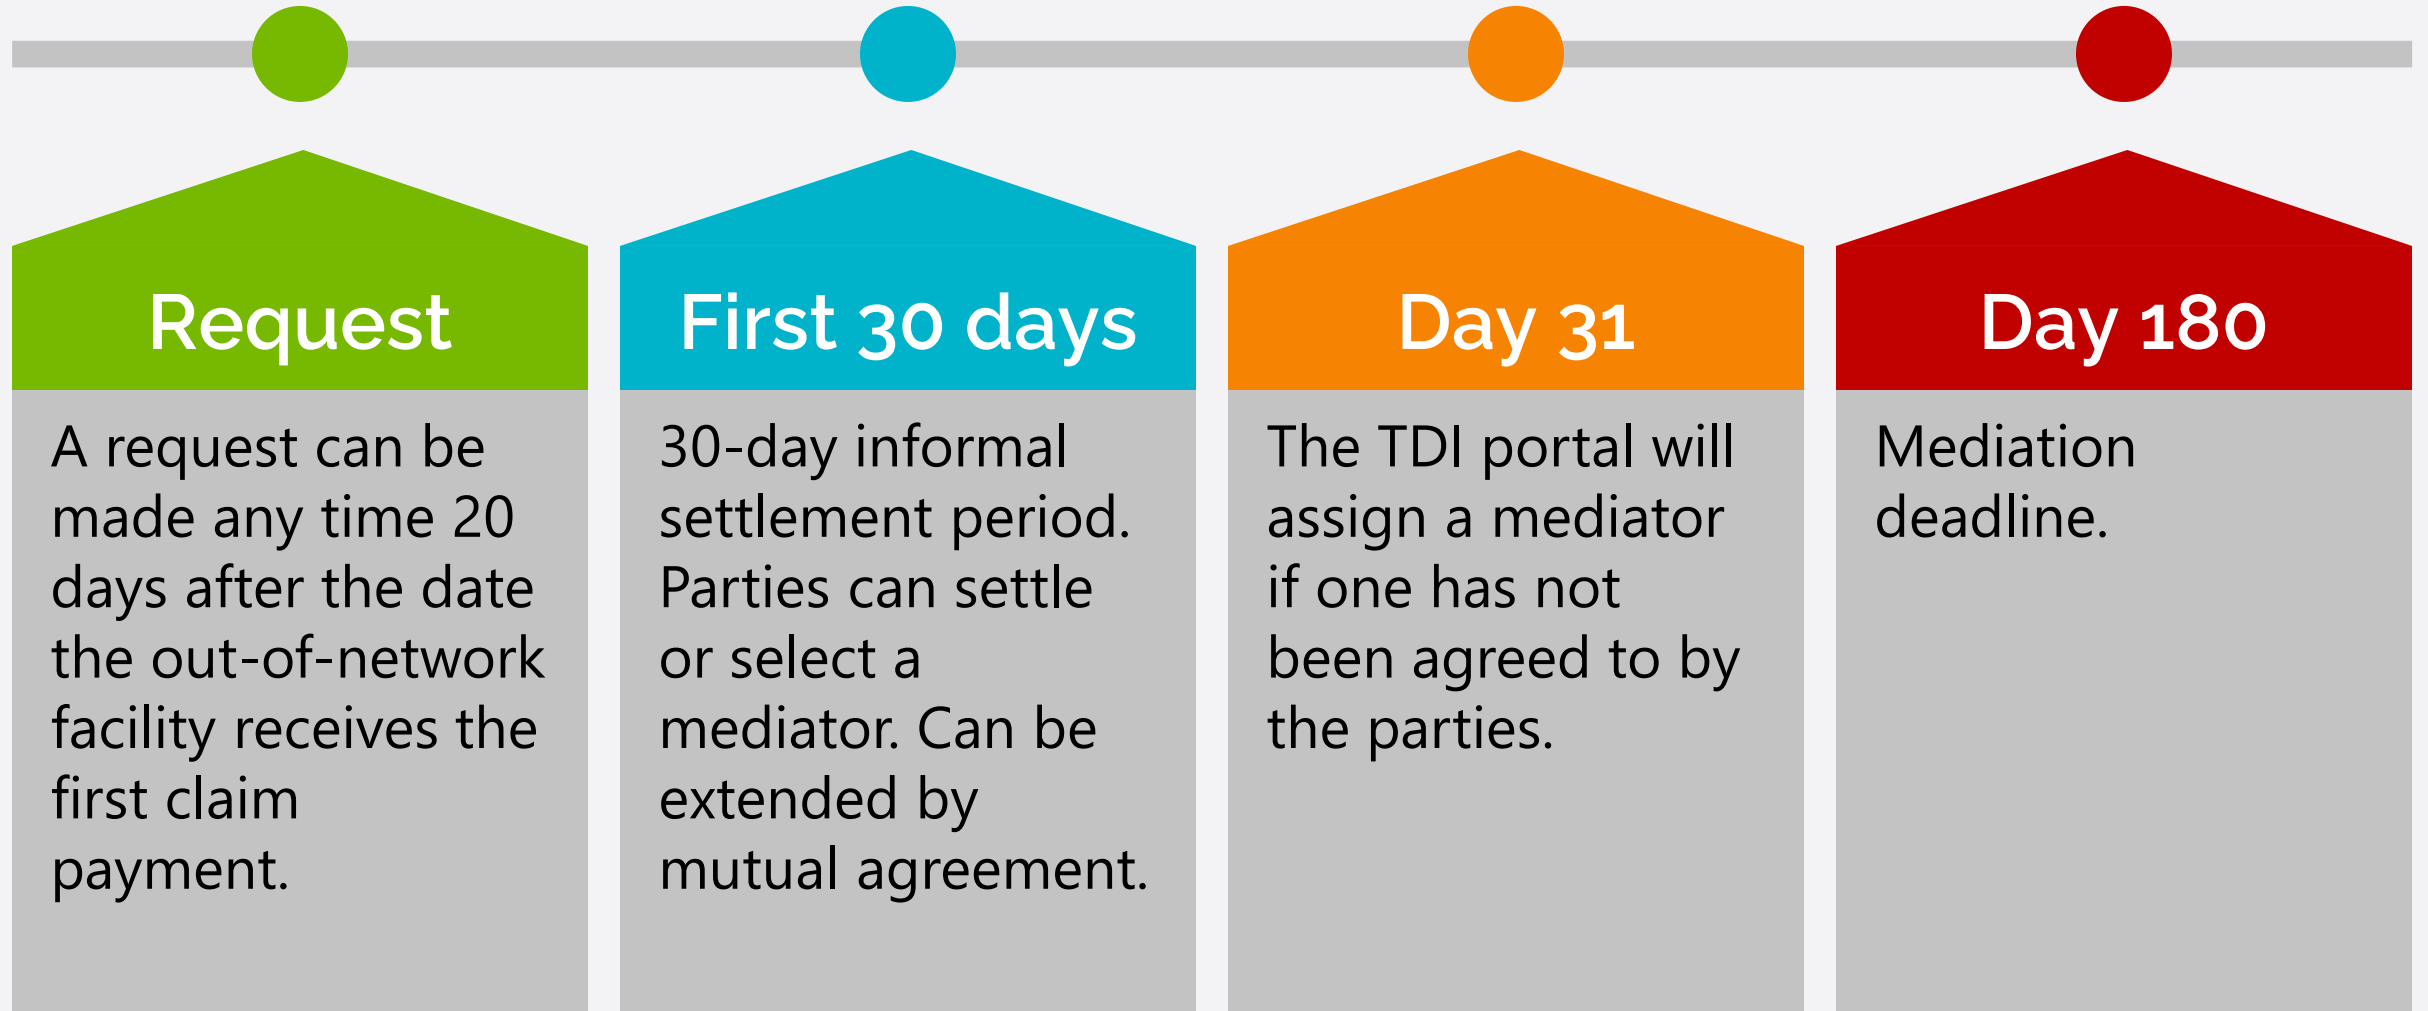 Request
A request can be
made any time 20
days after the date
the out-of-network
facility receives the
first claim
payment.
First 30 days
30-day informal
settlement period.
Parties can settle
or select a
mediator. Can be
extended by
mutual agreement.
Day 31
The TDI portal will
assign a mediator
if one has not
been agreed to by
the parties.
Day 180
Mediation
deadline.